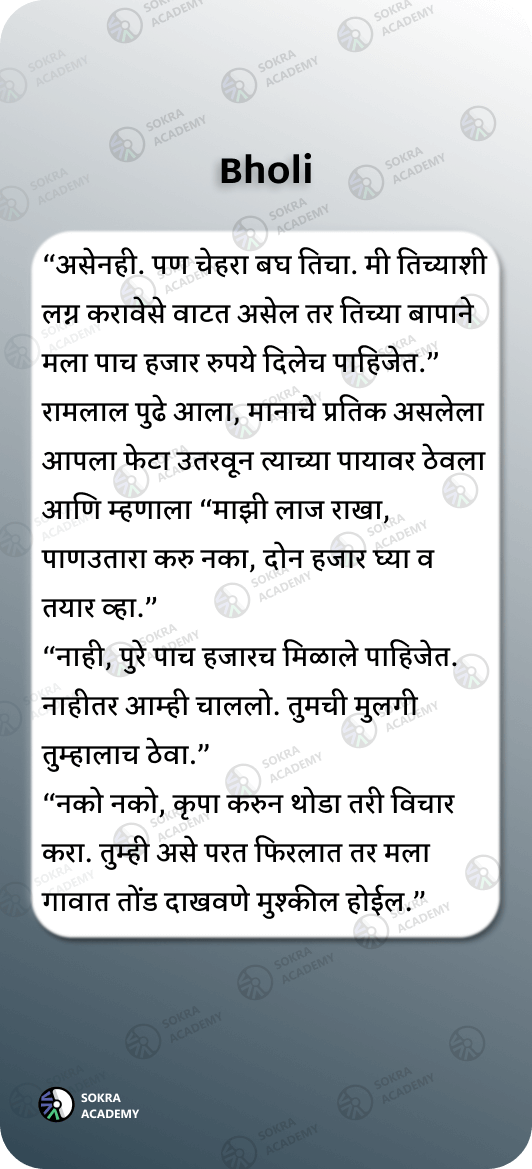 Bholi
“असेनही. पण चेहरा बघ तिचा. मी तिच्याशी
लग्न करावेसे वाटत असेल तर तिच्या बापाने
मला पाच हजार रुपये दिलेच पाहिजेत.”
रामलाल पुढे आला, मानाचे प्रतिक असलेला
आपला फेटा उतरवून त्याच्या पायावर ठेवला
आणि म्हणाला “माझी लाज राखा,
पाणउतारा करु नका, दोन हजार घ्या व
तयार व्हा.”
“नाही, पुरे पाच हजारच मिळाले पाहिजेत.
नाहीतर आम्ही चाललो. तुमची मुलगी
तुम्हालाच ठेवा.”
“नको नको, कृपा करुन थोडा तरी विचार
करा. तुम्ही असे परत फिरलात तर मला
गावात तोंड दाखवणे मुश्कील होईल.”
SOKRA
ACADEMY